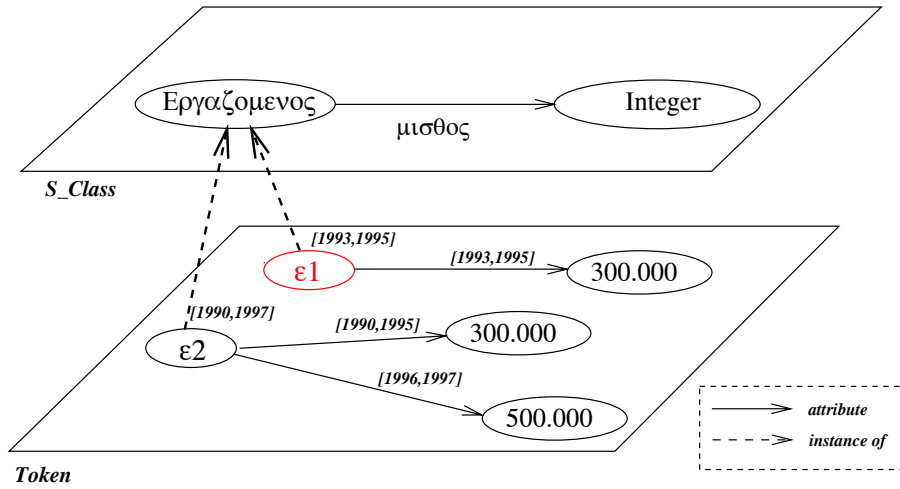 Εργαζομενος
Integer
μισθος
S_Class
[1993,1995]
ε1
[1993,1995]
300.000
[1990,1997]
ε2
[1990,1995]
300.000
[1996,1997]
500.000
attribute
instance of
Token